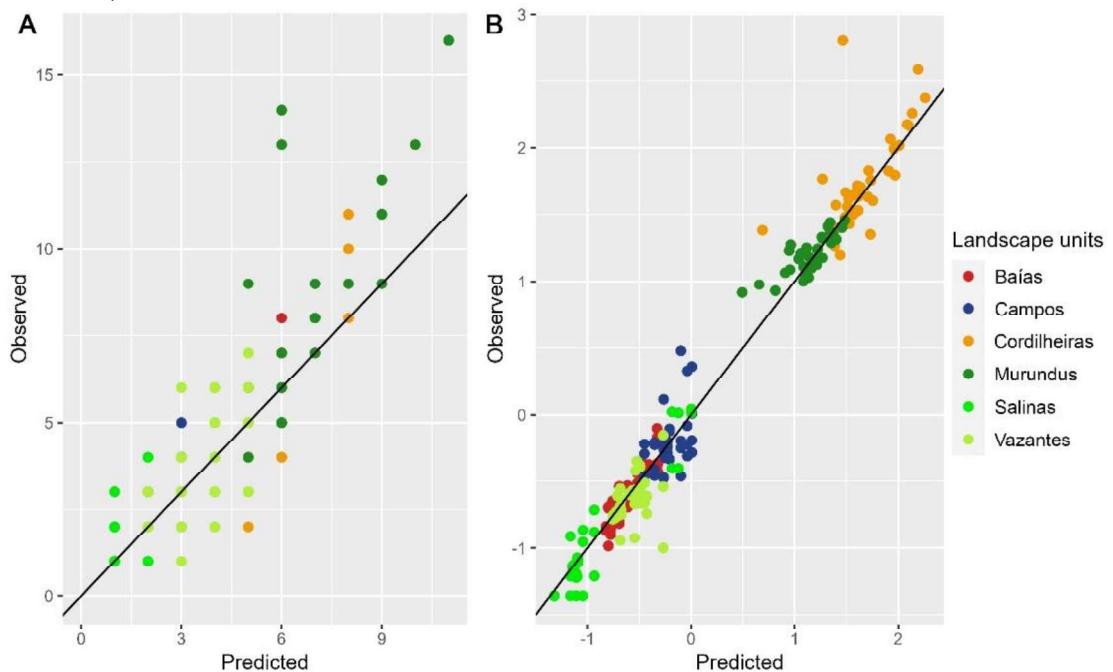 A
B
Observed
15
10
5
0
0
3
6
9
Predicted
Observed
3
2
1
0
-1
-1
0
1
2
Predicted
Landscape units
Baías
Campos
Cordilheiras
Murundus
Salinas
Vazantes